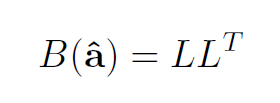 B(â) = LL^T